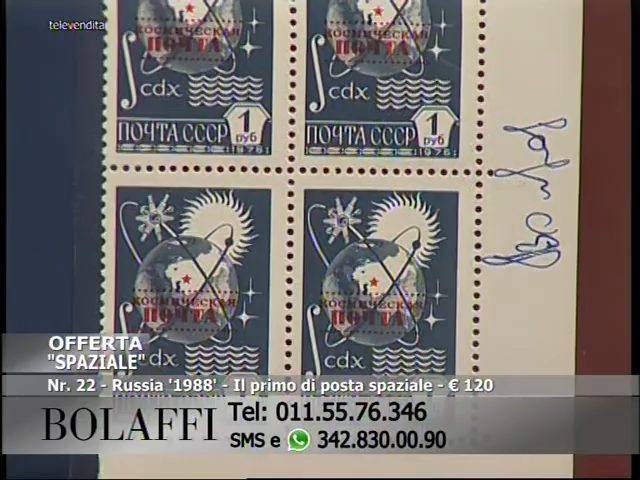 televendita
КОСМИЧЕСКАЯ КОСМИЧЕСКАЯ
ПОЧТА ПОЧТА
∫cdx ∫cdx
1 руб 1 руб
ПОЧТА СССР ПОЧТА СССР
1976 1976
КОСМИЧЕСКАЯ КОСМИЧЕСКАЯ
ПОЧТА ПОЧТА
∫cdx ∫cdx
OFFERTA
"SPAZIALE"
Nr. 22 - Russia '1988' - Il primo di posta spaziale - € 120
BOLAFFI
Tel: 011.55.76.346
SMS e 342.830.00.90